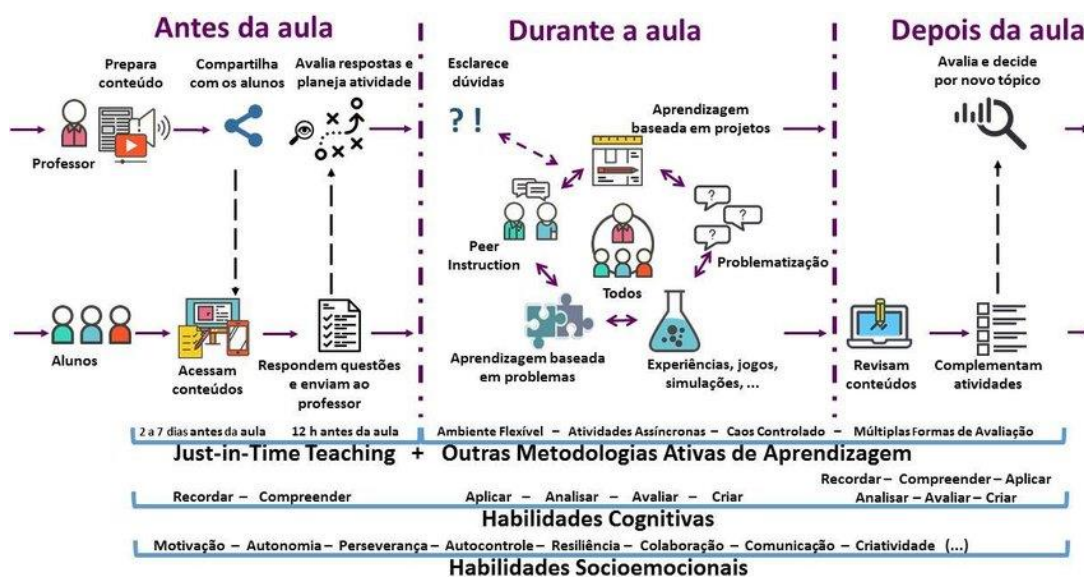 Antes da aula
Durante a aula
Depois da aula
Prepara
conteúdo
Compartilha
com os alunos
Avalia respostas e
planeja atividade
Professor
Alunos
Acessam
conteúdos
Respondem questões
e enviam ao
professor
Esclarece
dúvidas
? !
Aprendizagem
baseada em projetos
Peer
Instruction
Todos
?
?
?
Problematização
Aprendizagem baseada
em problemas
Experiências, jogos,
simulações, ...
Avalia e decide
por novo tópico
Revisam
conteúdos
Complementam
atividades
2 a 7 dias antes da aula
12 h antes da aula
Ambiente Flexível – Atividades Assíncronas – Caos Controlado – Múltiplas Formas de Avaliação
Just-in-Time Teaching + Outras Metodologias Ativas de Aprendizagem
Recordar – Compreender
Aplicar – Analisar – Avaliar – Criar
Recordar – Compreender – Aplicar
Analisar – Avaliar – Criar
Habilidades Cognitivas
Motivação – Autonomia – Perseverança – Autocontrole – Resiliência – Colaboração – Comunicação – Criatividade (...)
Habilidades Socioemocionais